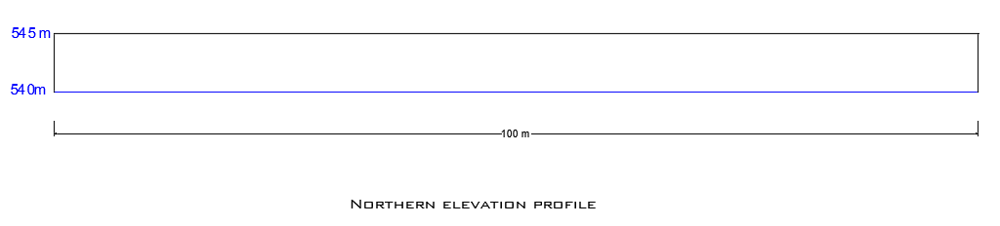 545 m
540m
100 m
Northern elevation profile